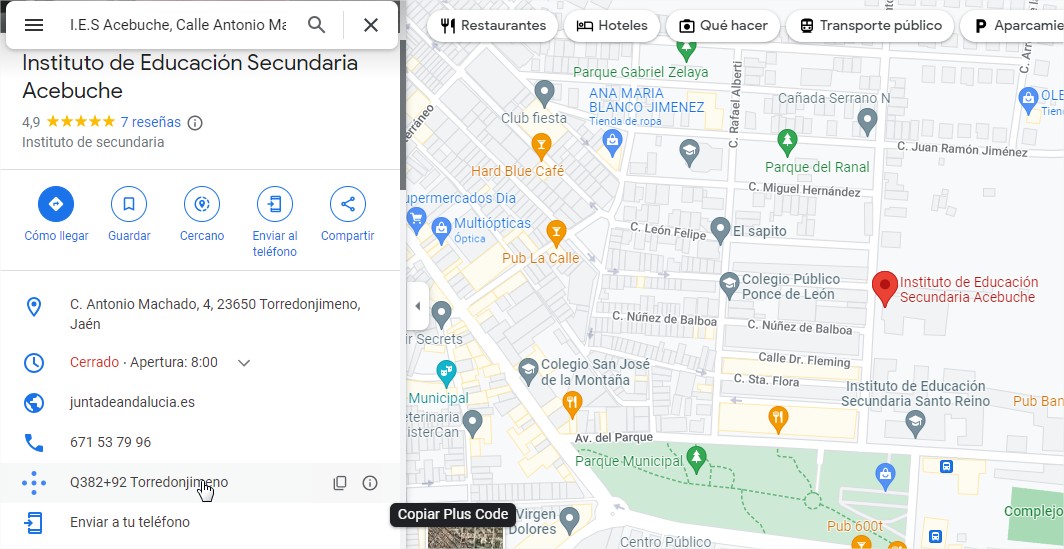 I.E.S Acebuche, Calle Antonio Ma
Instituto de Educación Secundaria
Acebuche
4,9
7 reseñas
Instituto de secundaria
Cómo llegar
Guardar
Cercano
Enviar al
teléfono
Compartir
C. Antonio Machado, 4, 23650 Torredonjimeno,
Jaén
Cerrado · Apertura: 8:00
juntadeandalucia.es
671 53 79 96
Q382+92 Torredonjimeno
Enviar a tu teléfono
Copiar Plus Code
Restaurantes
Hoteles
Qué hacer
Transporte público
Aparcamie
Parque Gabriel Zelaya
ANA MARIA
BLANCO JIMENEZ
Tienda de ropa
Club fiesta
Hard Blue Café
C. Rafael Alberti
Cañada Serrano N
C. Arr
OLE
Tien
Parque del Ranal
C. Juan Ramón Jiménez
C. Miguel Hernández
terráneo
upermercados Dia
Multiópticas
Óptica
Pub La Calle
C. León Felipe
El sapito
Colegio Público
Ponce de León
Instituto de Educación
Secundaria Acebuche
C. Núñez de Balboa
C. Núñez de Balboa
ir Secrets
Colegio San José
de la Montaña
Calle Dr. Fleming
C. Sta. Flora
Municipal
eterinaria
isterCan
Instituto de Educación
Secundaria Santo Reino
Pub Ban
Av. del Parque
Parque Municipal
Virgen
Dolores
Centro Público
Pub 600t
Complejo